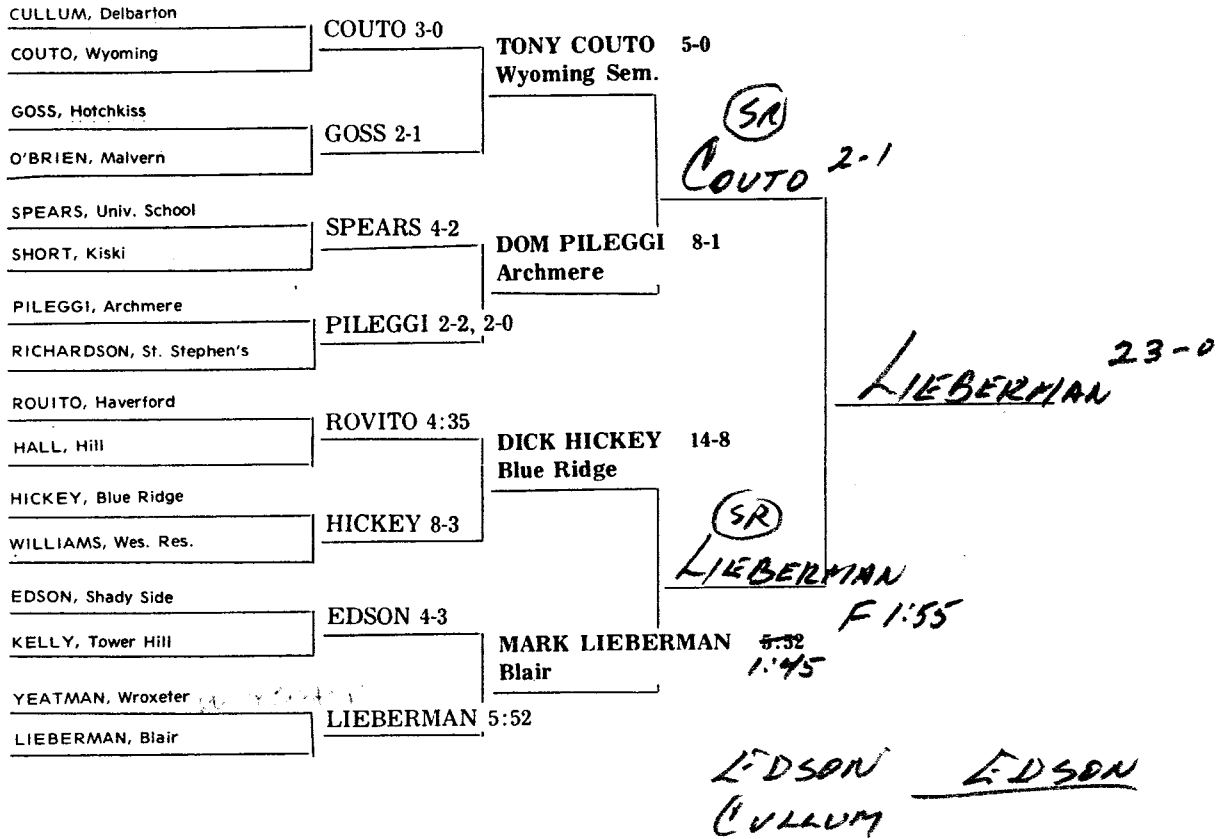 CULLUM, Delbarton
COUTO, Wyoming
GOSS, Hotchkiss
O'BRIEN, Malvern
SPEARS, Univ. School
SHORT, Kiski
PILEGGI, Archmere
RICHARDSON, St. Stephen's
ROUITO, Haverford
HALL, Hill
HICKEY, Blue Ridge
WILLIAMS, Wes. Res.
EDSON, Shady Side
KELLY, Tower Hill
YEATMAN, Wroxeter
LIEBERMAN, Blair
COUTO 3-0
GOSS 2-1
SPEARS 4-2
PILEGGI 2-2, 2-0
ROVITO 4:35
HICKEY 8-3
EDSON 4-3
LIEBERMAN 5:52
TONY COUTO 5-0
Wyoming Sem.
DOM PILEGGI 8-1
Archmere
DICK HICKEY 14-8
Blue Ridge
MARK LIEBERMAN 5:52
1:45
Blair
SR
COUTO 2-1
SR
LIEBERMAN
F 1:55
LIEBERMAN 23-0
EDSON EDSON
CULLUM